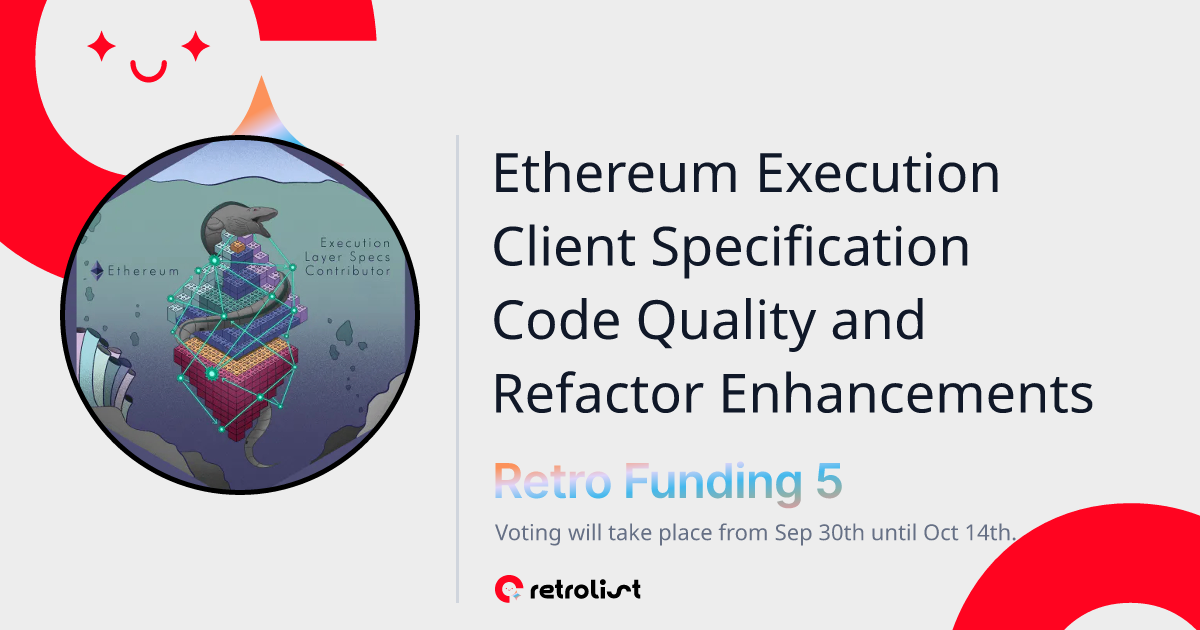 Ethereum
Execution
Layer Specs
Contributor
Ethereum Execution
Client Specification
Code Quality and
Refactor Enhancements
Retro Funding 5
Voting will take place from Sep 30th until Oct 14th.
retrolist